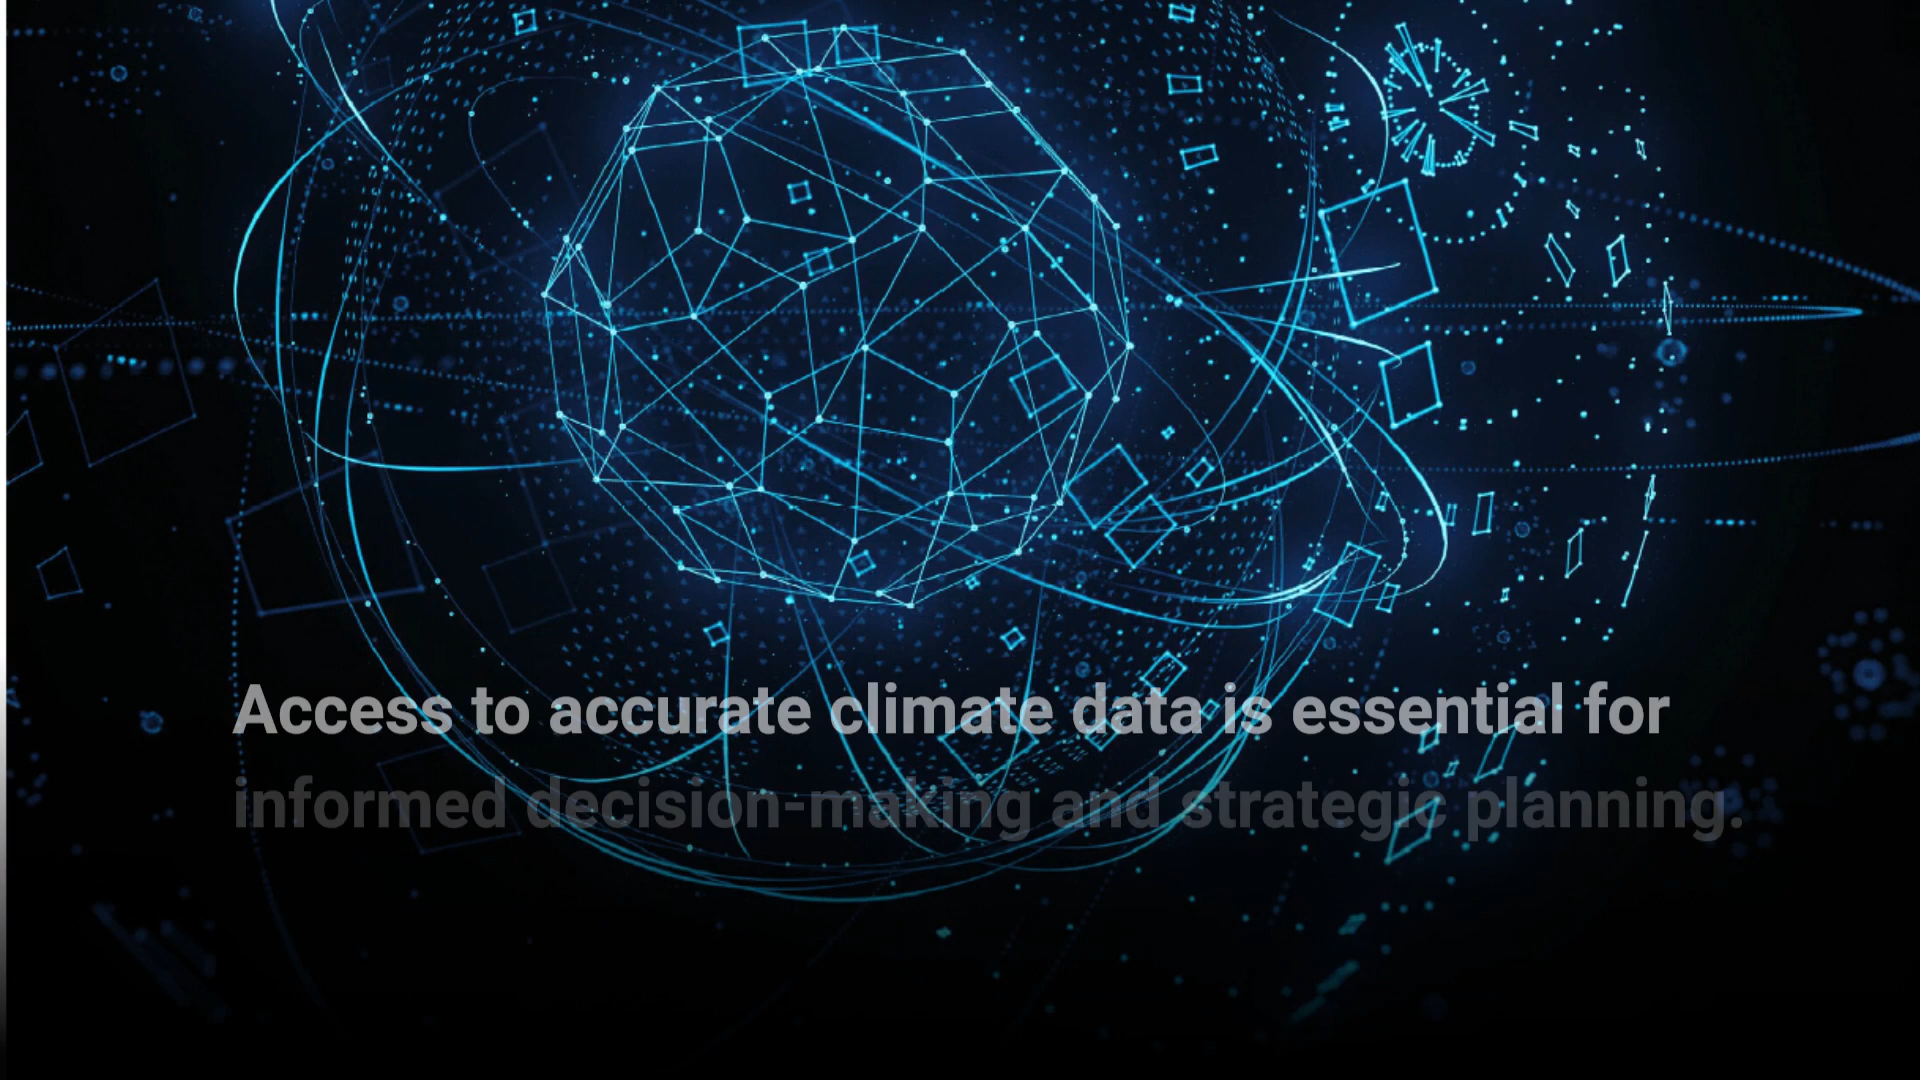 Access to accurate climate data is essential for
informed decision-making and strategic planning.